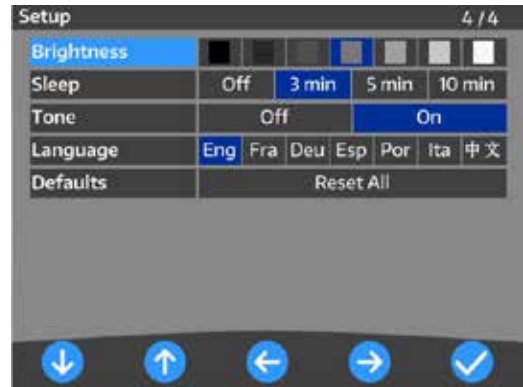 Setup 4/4
Brightness
Sleep Off 3 min 5 min 10 min
Tone Off On
Language Eng Fra Deu Esp Por Ita 中文
Defaults Reset All